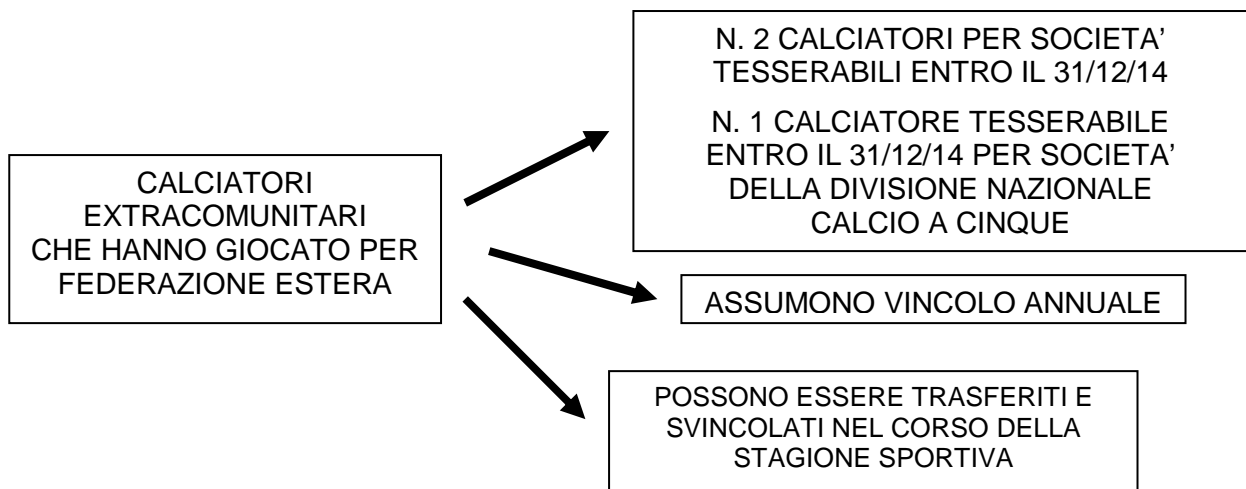 CALCIATORI
EXTRACOMUNITARI
CHE HANNO GIOCATO PER
FEDERAZIONE ESTERA
N. 2 CALCIATORI PER SOCIETA’
TESSERABILI ENTRO IL 31/12/14
N. 1 CALCIATORE TESSERABILE
ENTRO IL 31/12/14 PER SOCIETA’
DELLA DIVISIONE NAZIONALE
CALCIO A CINQUE
ASSUMONO VINCOLO ANNUALE
POSSONO ESSERE TRASFERITI E
SVINCOLATI NEL CORSO DELLA
STAGIONE SPORTIVA